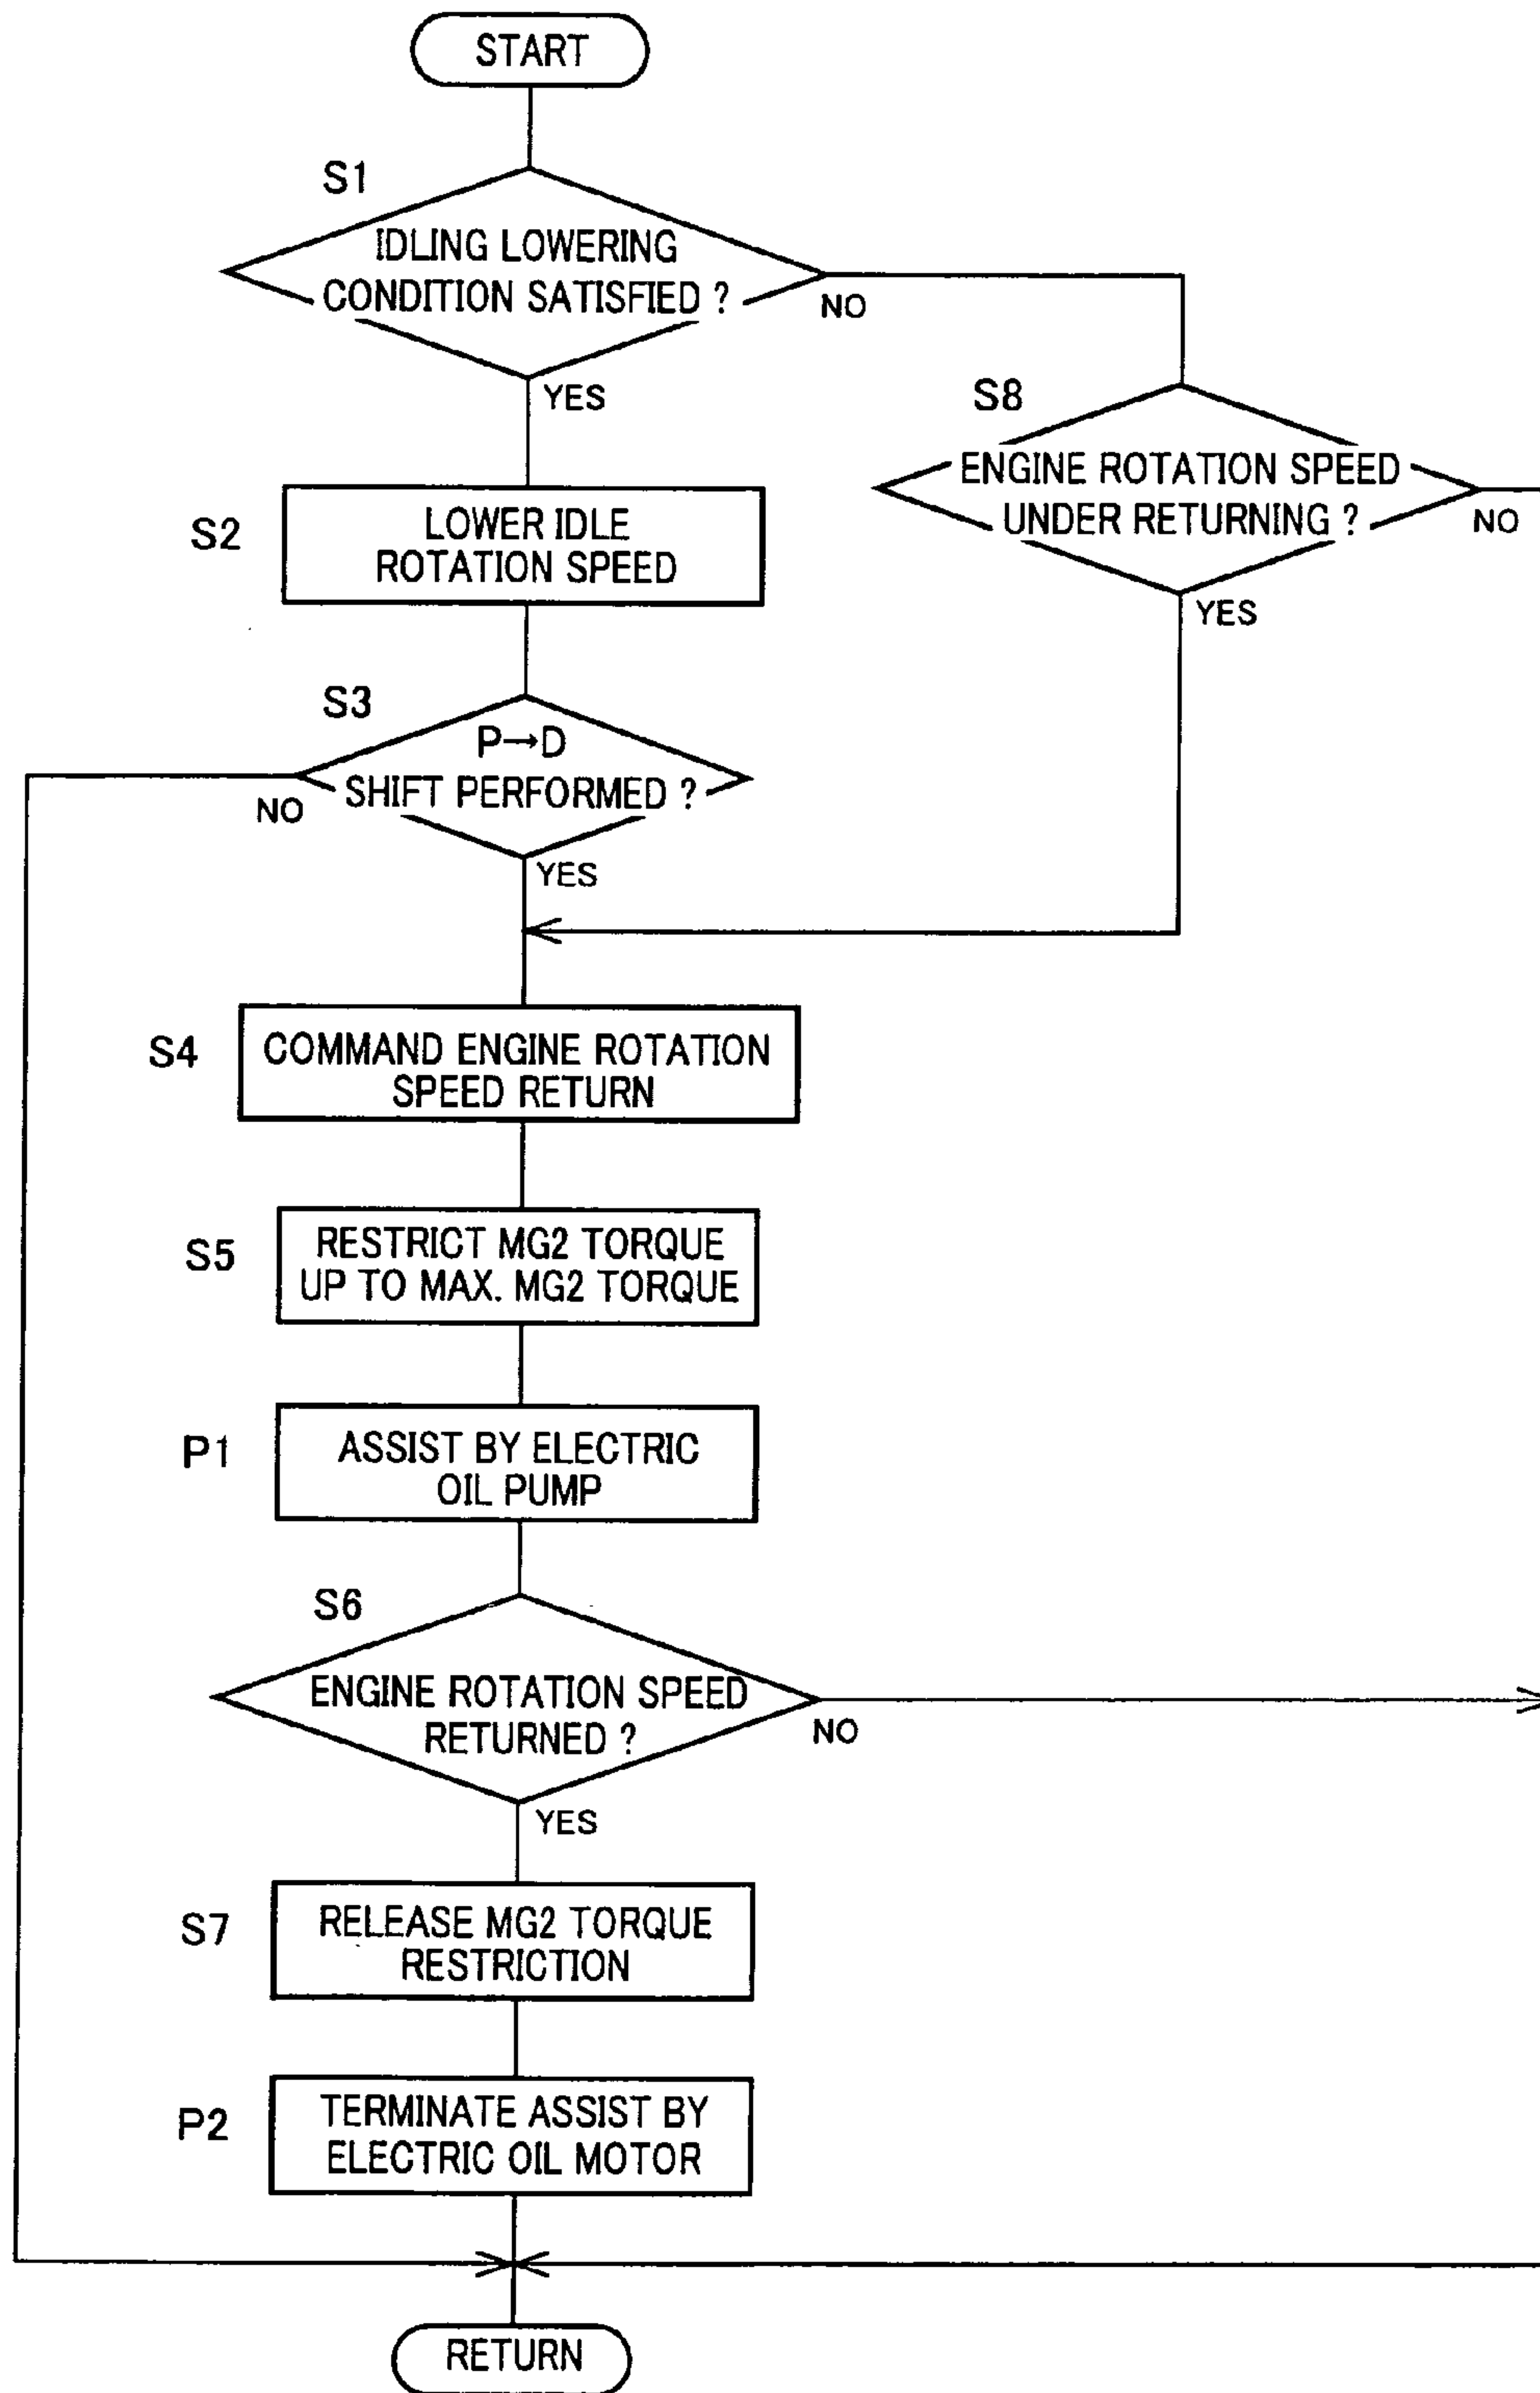 START
S1
IDLING LOWERING
CONDITION SATISFIED ?
NO
YES
S8
ENGINE ROTATION SPEED
UNDER RETURNING ?
NO
YES
S2
LOWER IDLE
ROTATION SPEED
S3
P→D
SHIFT PERFORMED ?
NO
YES
S4
COMMAND ENGINE ROTATION
SPEED RETURN
S5
RESTRICT MG2 TORQUE
UP TO MAX. MG2 TORQUE
P1
ASSIST BY ELECTRIC
OIL PUMP
S6
ENGINE ROTATION SPEED
RETURNED ?
NO
YES
S7
RELEASE MG2 TORQUE
RESTRICTION
P2
TERMINATE ASSIST BY
ELECTRIC OIL MOTOR
RETURN